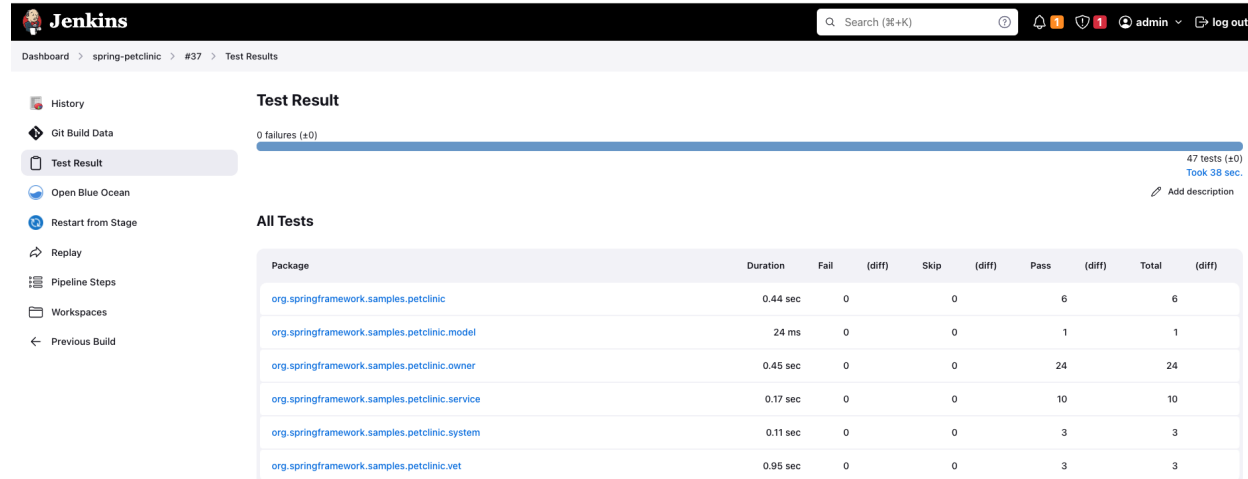 Jenkins
Search (⌘+K)
?
1
1
admin
log out
Dashboard > spring-petclinic > #37 > Test Results
History
Git Build Data
Test Result
Open Blue Ocean
Restart from Stage
Replay
Pipeline Steps
Workspaces
Previous Build
Test Result
0 failures (±0)
47 tests (±0)
Took 38 sec.
Add description
All Tests
Package Duration Fail (diff) Skip (diff) Pass (diff) Total (diff)
org.springframework.samples.petclinic 0.44 sec 0 0 6 6
org.springframework.samples.petclinic.model 24 ms 0 0 1 1
org.springframework.samples.petclinic.owner 0.45 sec 0 0 24 24
org.springframework.samples.petclinic.service 0.17 sec 0 0 10 10
org.springframework.samples.petclinic.system 0.11 sec 0 0 3 3
org.springframework.samples.petclinic.vet 0.95 sec 0 0 3 3